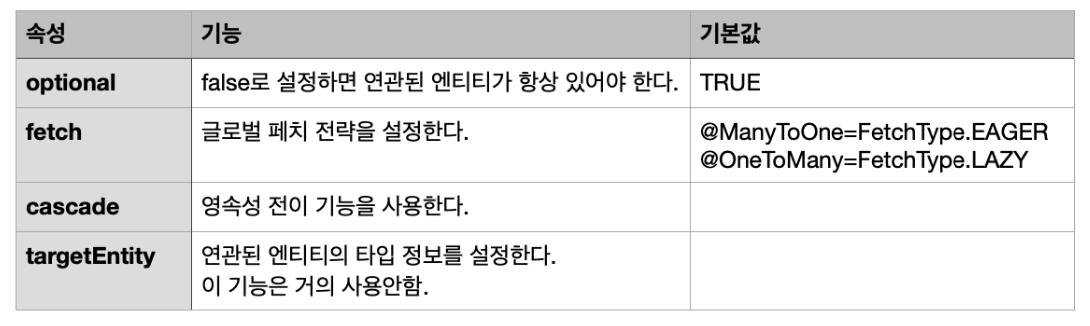 속성 기능 기본값
optional false로 설정하면 연관된 엔티티가 항상 있어야 한다. TRUE
fetch 글로벌 페치 전략을 설정한다. @ManyToOne=FetchType.EAGER
@OneToMany=FetchType.LAZY
cascade 영속성 전이 기능을 사용한다.
targetEntity 연관된 엔티티의 타입 정보를 설정한다.
이 기능은 거의 사용안함.